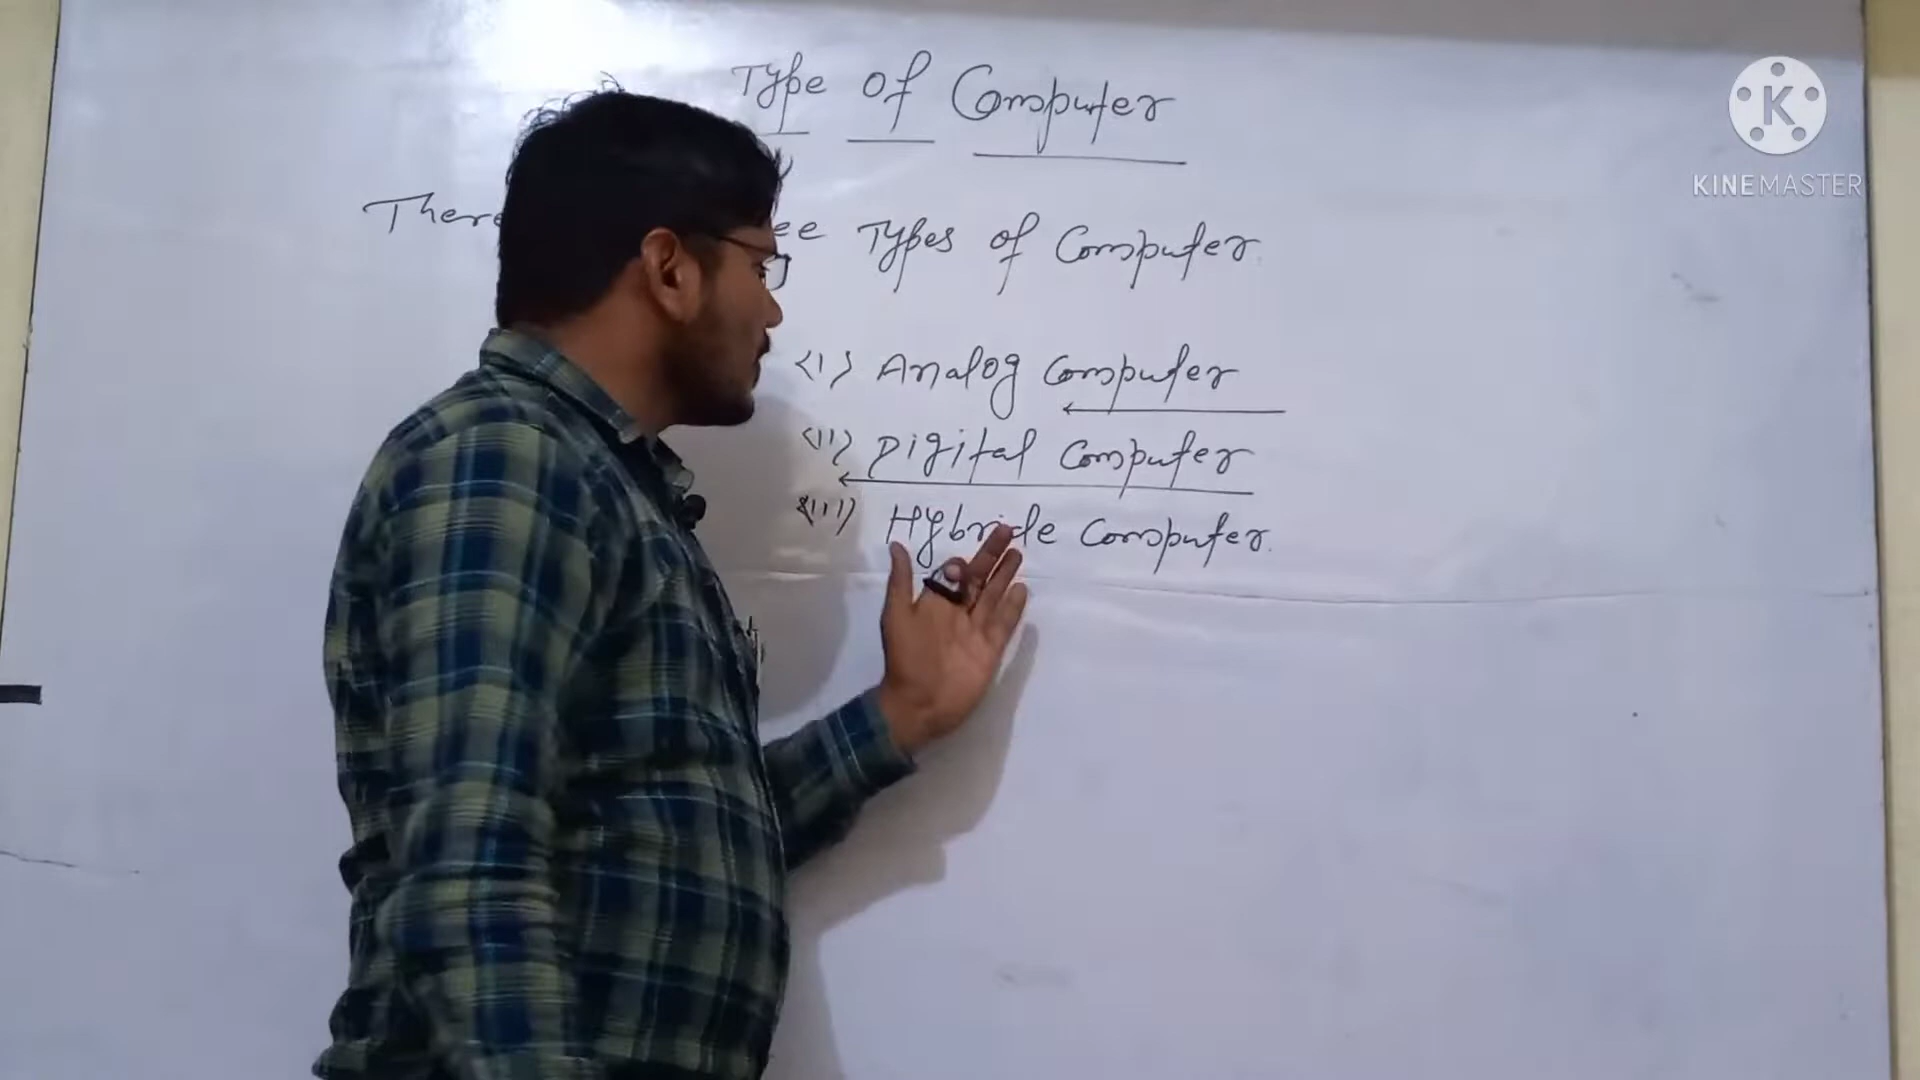 Type of Computer
There ee Types of Computer.
(I) Analog Computer
(II) Digital Computer
(III) Hybride Computer.
K
KINEMASTER